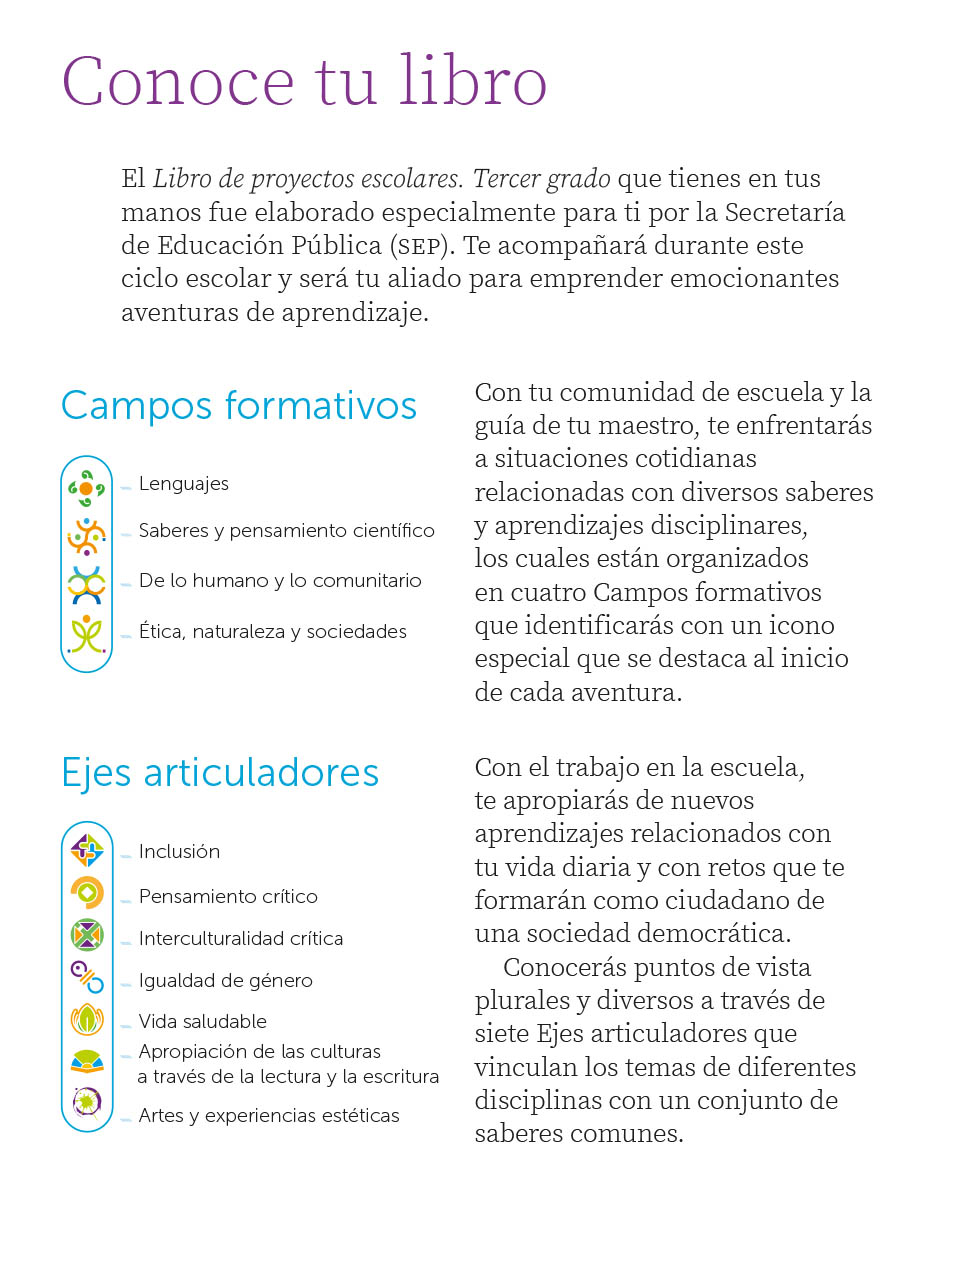 Conoce tu libro
El Libro de proyectos escolares. Tercer grado que tienes en tus
manos fue elaborado especialmente para ti por la Secretaría
de Educación Pública (SEP). Te acompañará durante este
ciclo escolar y será tu aliado para emprender emocionantes
aventuras de aprendizaje.
Campos formativos
Lenguajes
Saberes y pensamiento científico
De lo humano y lo comunitario
Ética, naturaleza y sociedades
Con tu comunidad de escuela y la
guía de tu maestro, te enfrentarás
a situaciones cotidianas
relacionadas con diversos saberes
y aprendizajes disciplinares,
los cuales están organizados
en cuatro Campos formativos
que identificarás con un icono
especial que se destaca al inicio
de cada aventura.
Ejes articuladores
Inclusión
Pensamiento crítico
Interculturalidad crítica
Igualdad de género
Vida saludable
Apropiación de las culturas
a través de la lectura y la escritura
Artes y experiencias estéticas
Con el trabajo en la escuela,
te apropiarás de nuevos
aprendizajes relacionados con
tu vida diaria y con retos que te
formarán como ciudadano de
una sociedad democrática.
Conocerás puntos de vista
plurales y diversos a través de
siete Ejes articuladores que
vinculan los temas de diferentes
disciplinas con un conjunto de
saberes comunes.